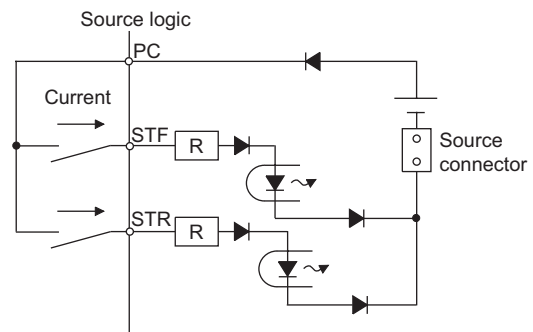 Source logic
PC
Current
STF
R
Source
connector
STR
R